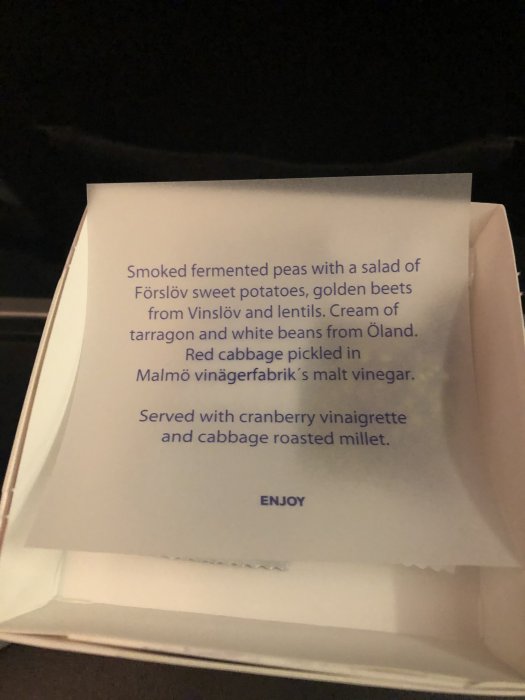 Smoked fermented peas with a salad of
Förslöv sweet potatoes, golden beets
from Vinslöv and lentils. Cream of
tarragon and white beans from Öland.
Red cabbage pickled in
Malmö vinägerfabrik´s malt vinegar.
Served with cranberry vinaigrette
and cabbage roasted millet.
ENJOY